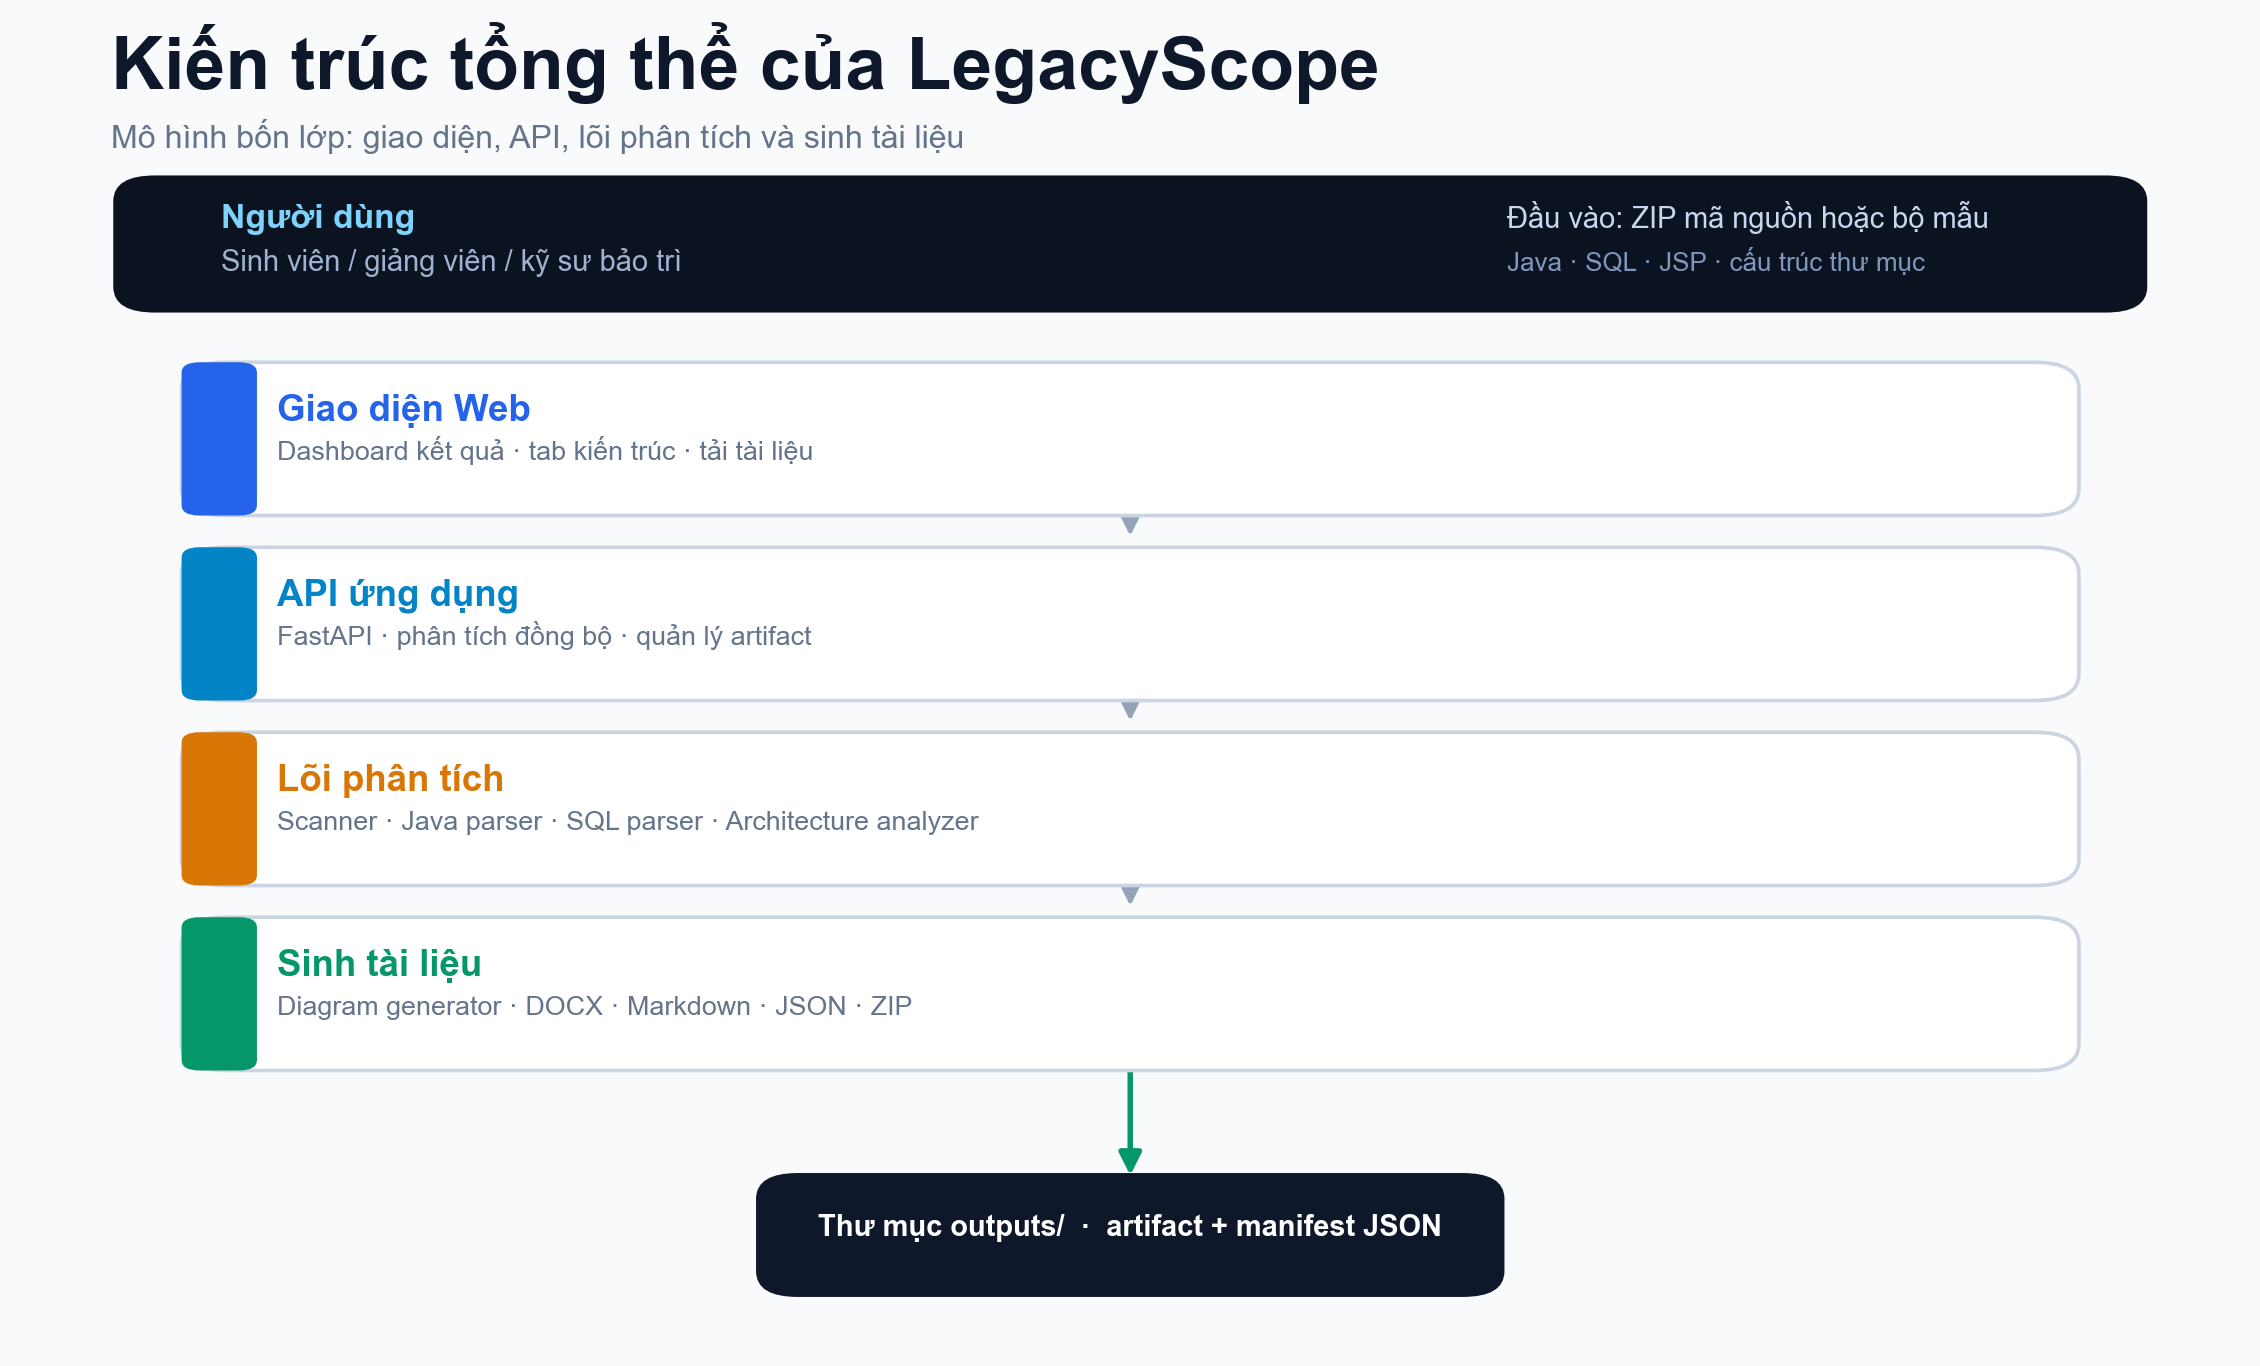 Kiến trúc tổng thể của LegacyScope
Mô hình bốn lớp: giao diện, API, lõi phân tích và sinh tài liệu
Người dùng
Sinh viên / giảng viên / kỹ sư bảo trì
Đầu vào: ZIP mã nguồn hoặc bộ mẫu
Java · SQL · JSP · cấu trúc thư mục
Giao diện Web
Dashboard kết quả · tab kiến trúc · tải tài liệu
API ứng dụng
FastAPI · phân tích đồng bộ · quản lý artifact
Lõi phân tích
Scanner · Java parser · SQL parser · Architecture analyzer
Sinh tài liệu
Diagram generator · DOCX · Markdown · JSON · ZIP
Thư mục outputs/ · artifact + manifest JSON